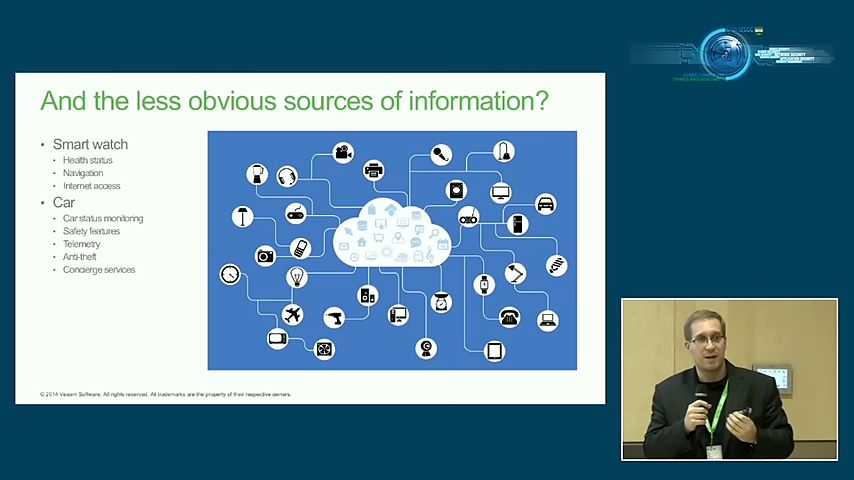 And the less obvious sources of information?
• Smart watch
• Health status
• Navigation
• Internet access
• Car
• Car status monitoring
• Safety features
• Telemetry
• Anti-theft
• Concierge services
© 2014 Veeam Software. All rights reserved. All trademarks are the property of their respective owners.